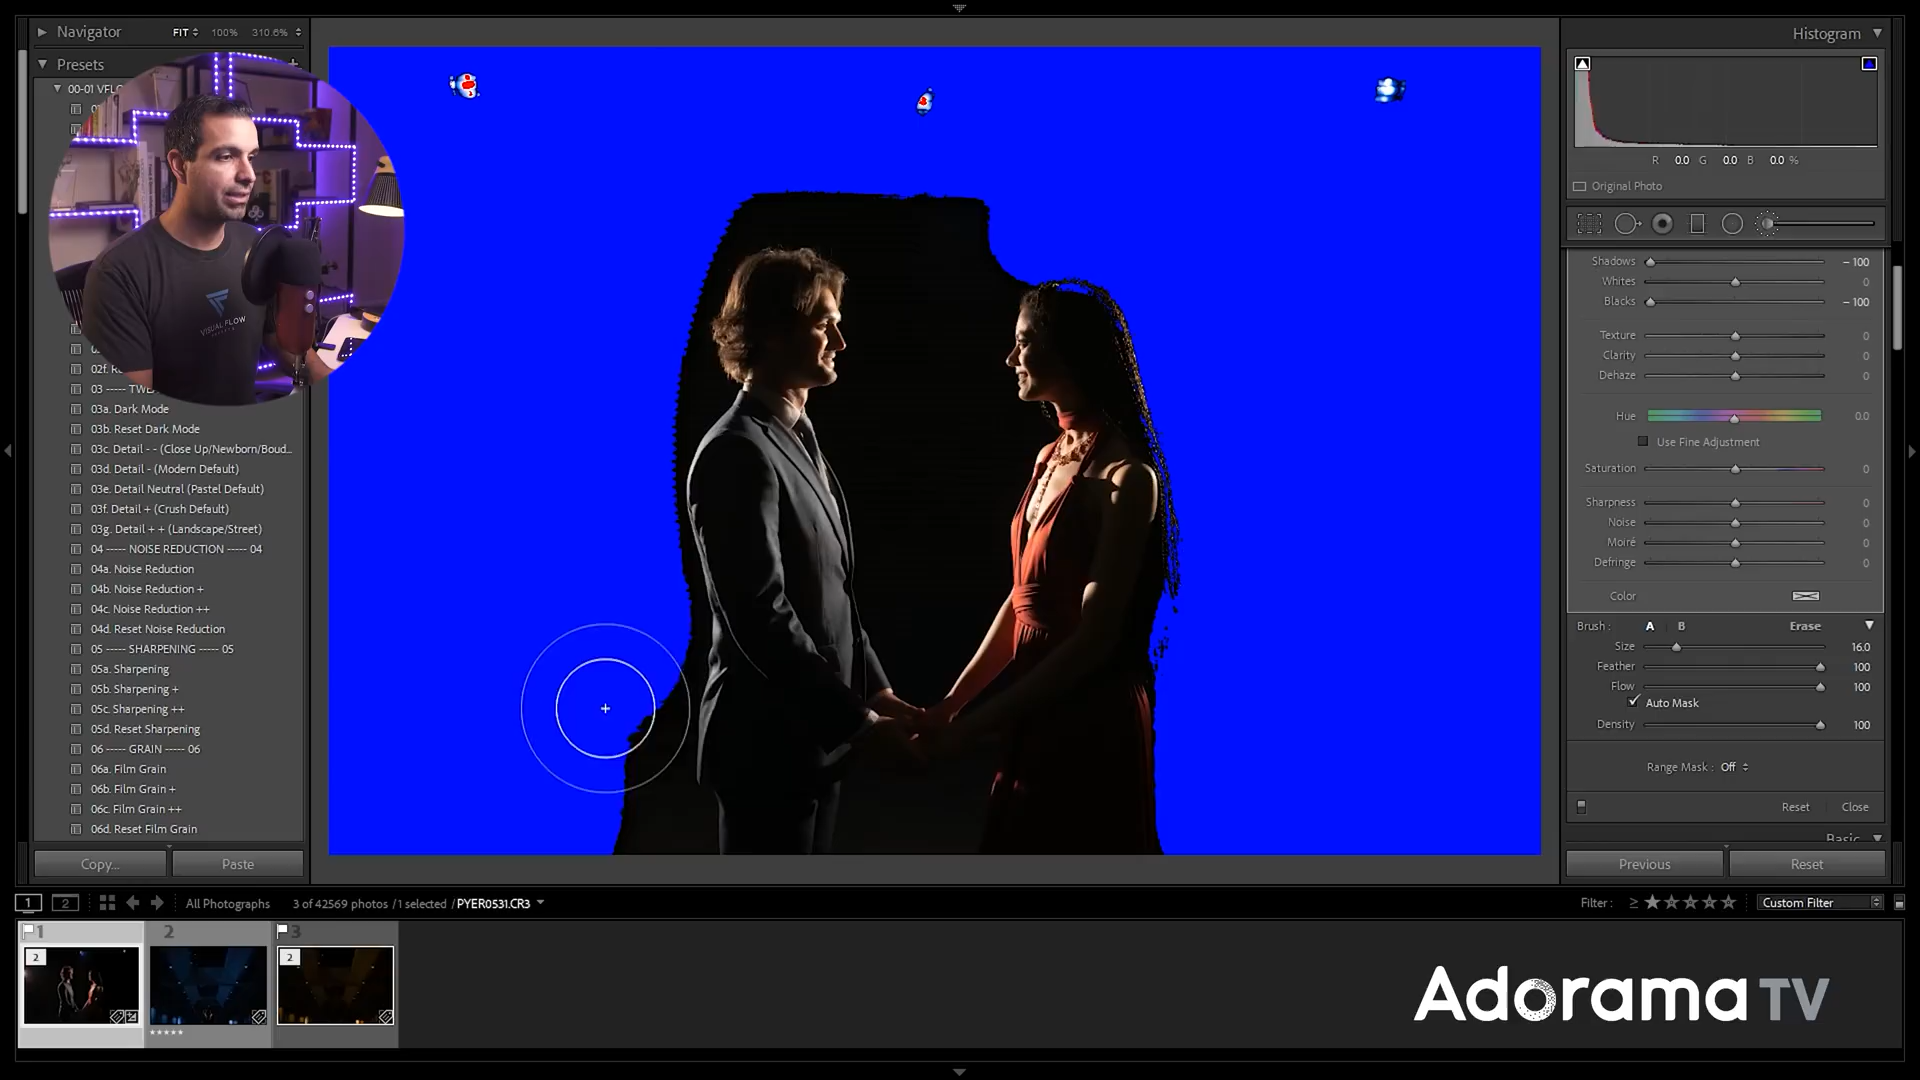 Navigator FIT 100% 310.6%
Presets +
00-01 VFLC
VISUAL FLOW
02f. R
03 ----- TWE
03a. Dark Mode
03b. Reset Dark Mode
03c. Detail - - (Close Up/Newborn/Boud...
03d. Detail - (Modern Default)
03e. Detail Neutral (Pastel Default)
03f. Detail + (Crush Default)
03g. Detail + + (Landscape/Street)
04 ----- NOISE REDUCTION ----- 04
04a. Noise Reduction
04b. Noise Reduction +
04c. Noise Reduction ++
04d. Reset Noise Reduction
05 ----- SHARPENING ----- 05
05a. Sharpening
05b. Sharpening +
05c. Sharpening ++
05d. Reset Sharpening
06 ----- GRAIN ----- 06
06a. Film Grain
06b. Film Grain +
06c. Film Grain ++
06d. Reset Film Grain
Copy... Paste
Histogram
R 0.0 G 0.0 B 0.0 %
Original Photo
Shadows – 100
Whites 0
Blacks – 100
Texture 0
Clarity 0
Dehaze 0
Hue 0.0
Use Fine Adjustment
Saturation 0
Sharpness 0
Noise 0
Moiré 0
Defringe 0
Color
Brush : A B Erase
Size 16.0
Feather 100
Flow 100
Auto Mask
Density 100
Range Mask : Off
Reset Close
Basic
Previous Reset
1 2 All Photographs 3 of 42569 photos /1 selected /PYER0531.CR3 Filter : ≥ ★★★★★ Custom Filter
1 2 3
2 2
★★★★★
Adorama TV